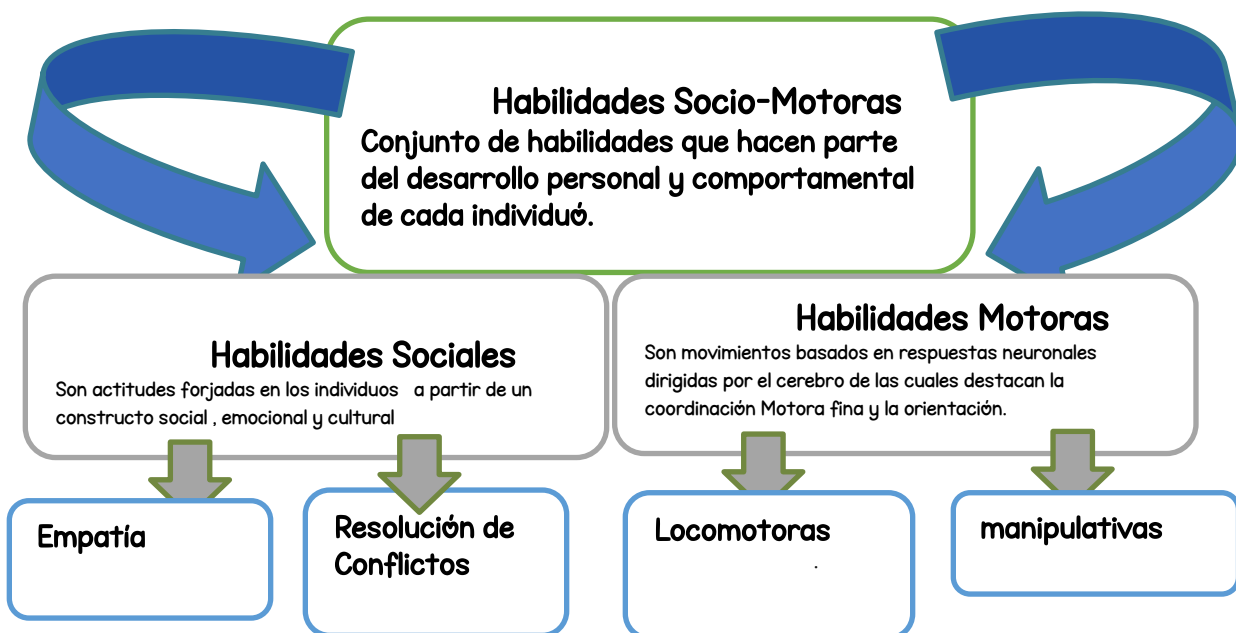 Habilidades Socio-Motoras
Conjunto de habilidades que hacen parte
del desarrollo personal y comportamental
de cada individuó.
Habilidades Sociales
Son actitudes forjadas en los individuos a partir de un
constructo social , emocional y cultural
Habilidades Motoras
Son movimientos basados en respuestas neuronales
dirigidas por el cerebro de las cuales destacan la
coordinación Motora fina y la orientación.
Empatía
Resolución de
Conflictos
Locomotoras
.
manipulativas